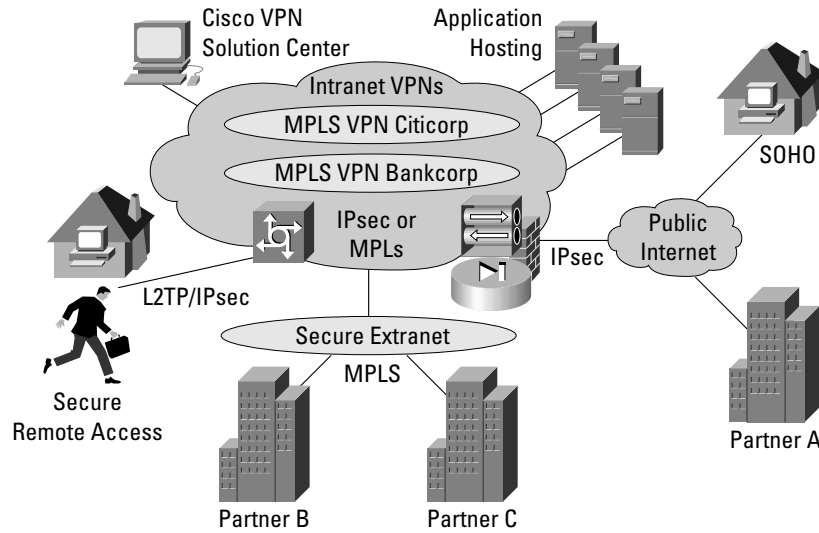 Cisco VPN
Solution Center
Application
Hosting
Intranet VPNs
MPLS VPN Citicorp
MPLS VPN Bankcorp
SOHO
IPsec or
MPLs
Public
Internet
IPsec
L2TP/IPsec
Secure Extranet
MPLS
Secure
Remote Access
Partner A
Partner B
Partner C